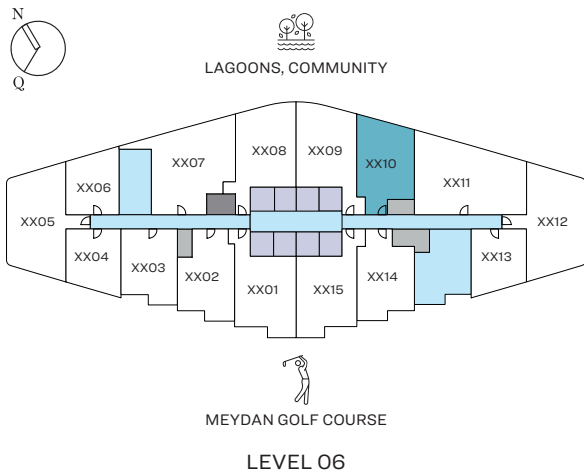 N
Q
LAGOONS, COMMUNITY
XX08
XX09
XX07
XX10
XX06
XX11
XX05
XX12
XX04
XX03
XX02
XX01
XX15
XX14
XX13
MEYDAN GOLF COURSE
LEVEL 06